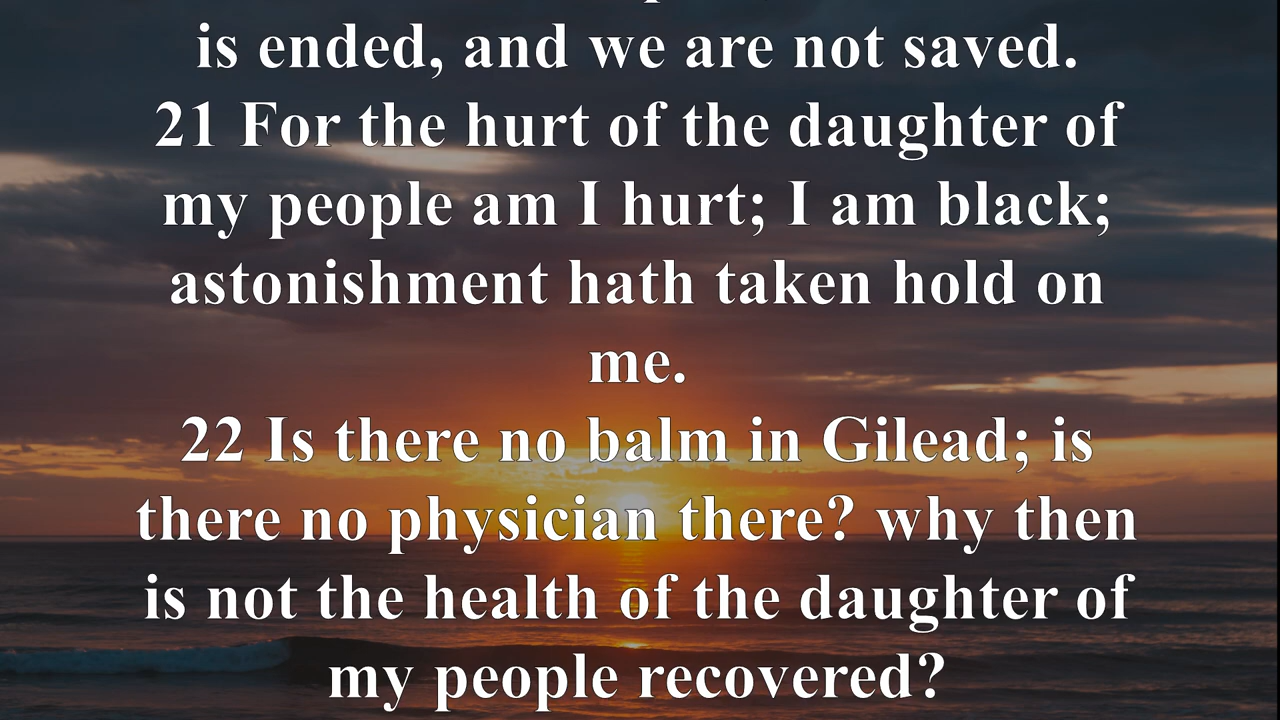 is ended, and we are not saved.
21 For the hurt of the daughter of
my people am I hurt; I am black;
astonishment hath taken hold on
me.
22 Is there no balm in Gilead; is
there no physician there? why then
is not the health of the daughter of
my people recovered?